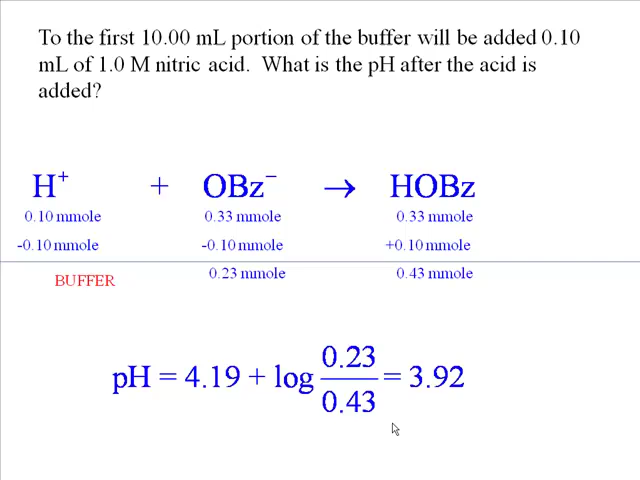 To the first 10.00 mL portion of the buffer will be added 0.10
mL of 1.0 M nitric acid.  What is the pH after the acid is
added?
H⁺ + OBz⁻ → HOBz
0.10 mmole 0.33 mmole 0.33 mmole
-0.10 mmole -0.10 mmole +0.10 mmole
BUFFER 0.23 mmole 0.43 mmole
pH = 4.19 + log 0.23/0.43 = 3.92